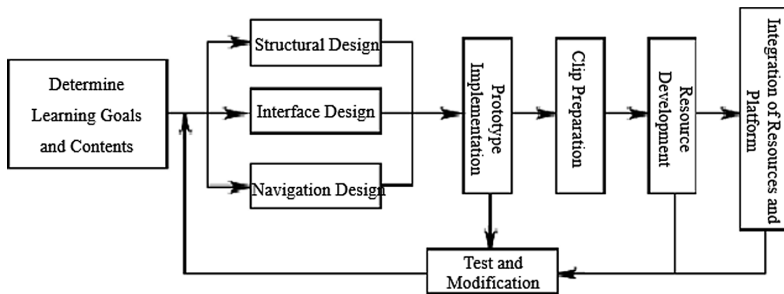 Determine
Learning Goals
and Contents
Structural Design
Interface Design
Navigation Design
Prototype
Implementation
Clip Preparation
Resource
Development
Integration of Resources and
Platform
Test and
Modification